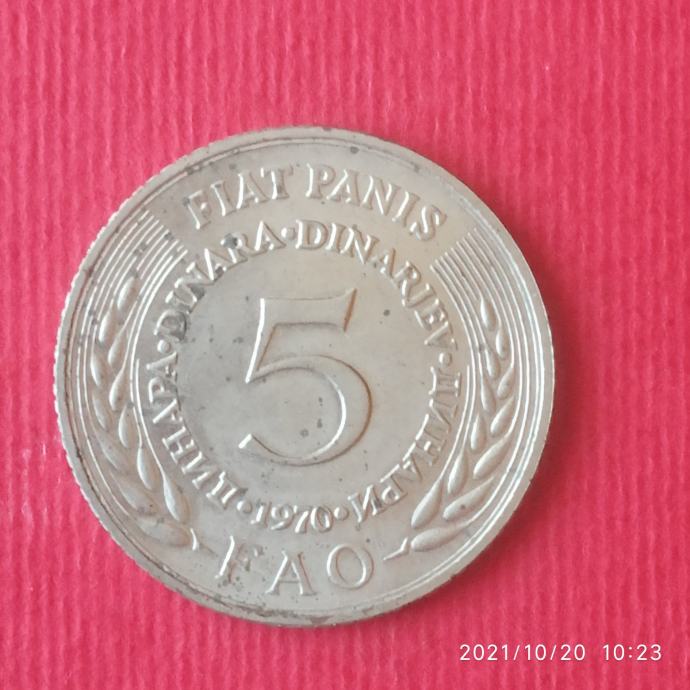 FIAT PANIS
ДИНАРА·DINARA·DINARJEV·ДИНАРИ
·1970·
5
FAO
2021/10/20 10:23